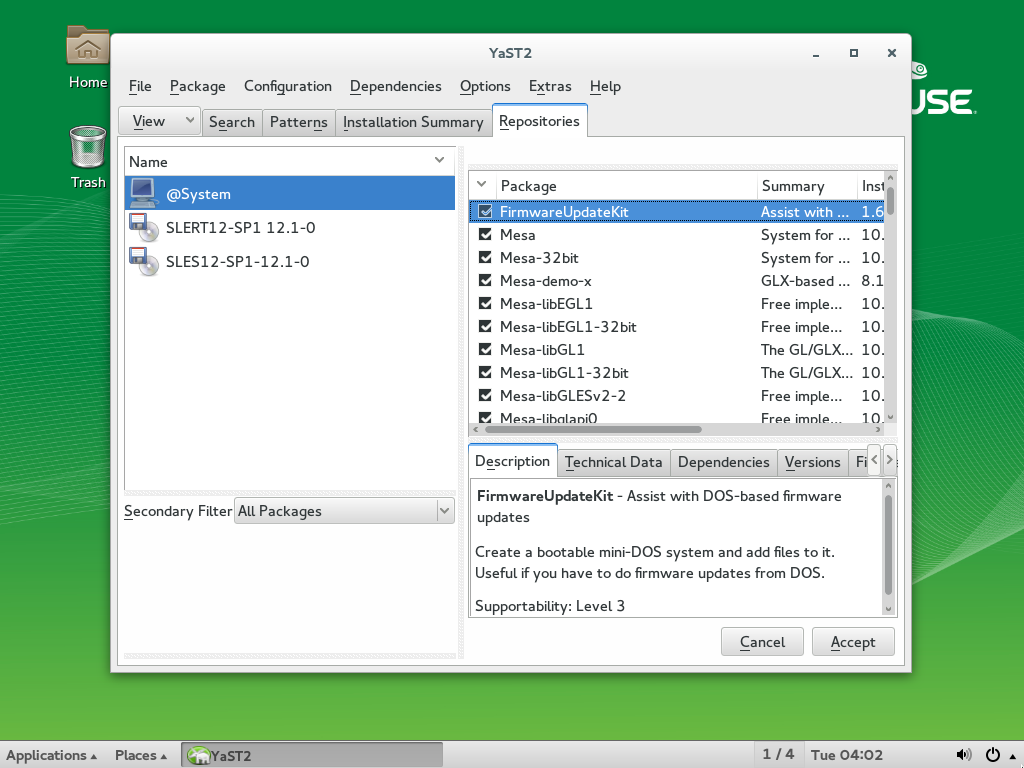 Home
Trash
USE
YaST2
File Package Configuration Dependencies Options Extras Help
View Search Patterns Installation Summary Repositories
Name
@System
SLERT12-SP1 12.1-0
SLES12-SP1-12.1-0
Secondary Filter All Packages
Package Summary Inst
FirmwareUpdateKit Assist with ... 1.6
Mesa System for ... 10.
Mesa-32bit System for ... 10.
Mesa-demo-x GLX-based ... 8.1
Mesa-libEGL1 Free imple... 10.
Mesa-libEGL1-32bit Free imple... 10.
Mesa-libGL1 The GL/GLX... 10.
Mesa-libGL1-32bit The GL/GLX... 10.
Mesa-libGLESv2-2 Free imple... 10.
Mesa-libglapi0 Free imple... 10.
Description Technical Data Dependencies Versions Fi
FirmwareUpdateKit - Assist with DOS-based firmware
updates
Create a bootable mini-DOS system and add files to it.
Useful if you have to do firmware updates from DOS.
Supportability: Level 3
Cancel Accept
Applications Places YaST2 1 / 4 Tue 04:02